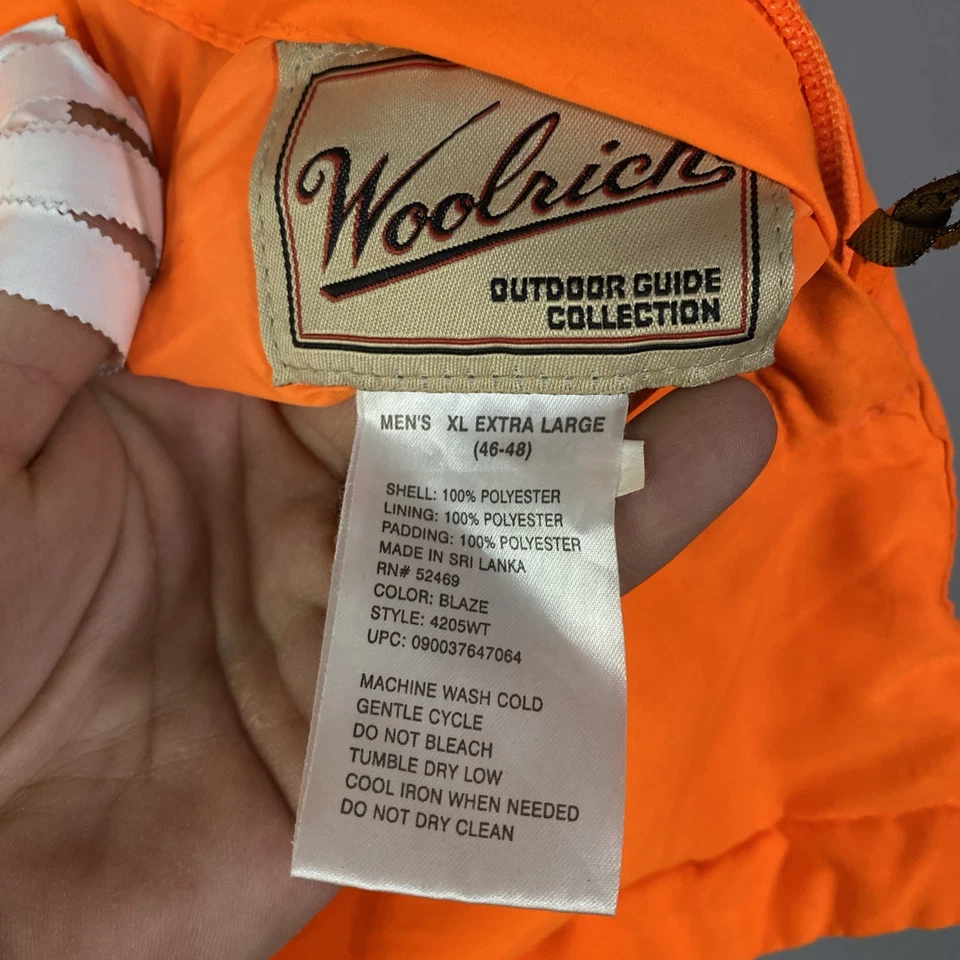 Woolrich
OUTDOOR GUIDE
COLLECTION
MEN'S XL EXTRA LARGE
(46-48)
SHELL: 100% POLYESTER
LINING: 100% POLYESTER
PADDING: 100% POLYESTER
MADE IN SRI LANKA
RN# 52469
COLOR: BLAZE
STYLE: 4205WT
UPC: 090037647064
MACHINE WASH COLD
GENTLE CYCLE
DO NOT BLEACH
TUMBLE DRY LOW
COOL IRON WHEN NEEDED
DO NOT DRY CLEAN